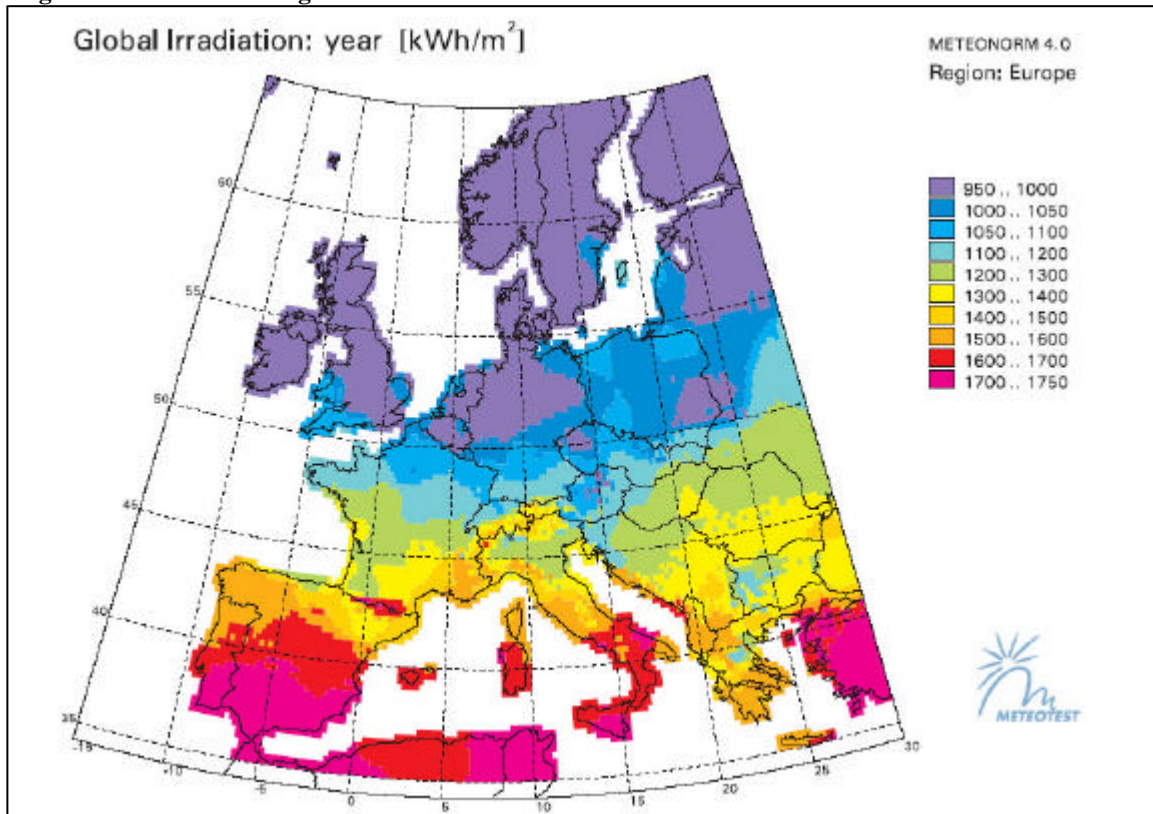 Global Irradiation: year [kWh/m²]
METEONORM 4.0
Region: Europe
950 .. 1000
1000 .. 1050
1050 .. 1100
1100 .. 1200
1200 .. 1300
1300 .. 1400
1400 .. 1500
1500 .. 1600
1600 .. 1700
1700 .. 1750
60
55
50
45
40
35
-15
-10
-5
0
5
10
15
20
25
30
METEOTEST